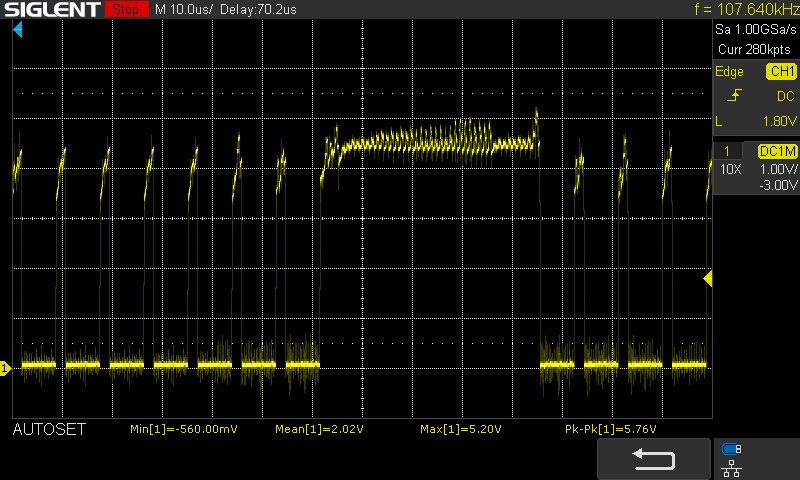 SIGLENT Stop M 10.0us/ Delay:70.2us f = 107.640kHz
Sa 1.00GSa/s
Curr 280kpts
Edge CH1
DC
L 1.80V
1 DC1M
10X 1.00V/
-3.00V
1
AUTOSET Min[1]=-560.00mV Mean[1]=2.02V Max[1]=5.20V Pk-Pk[1]=5.76V